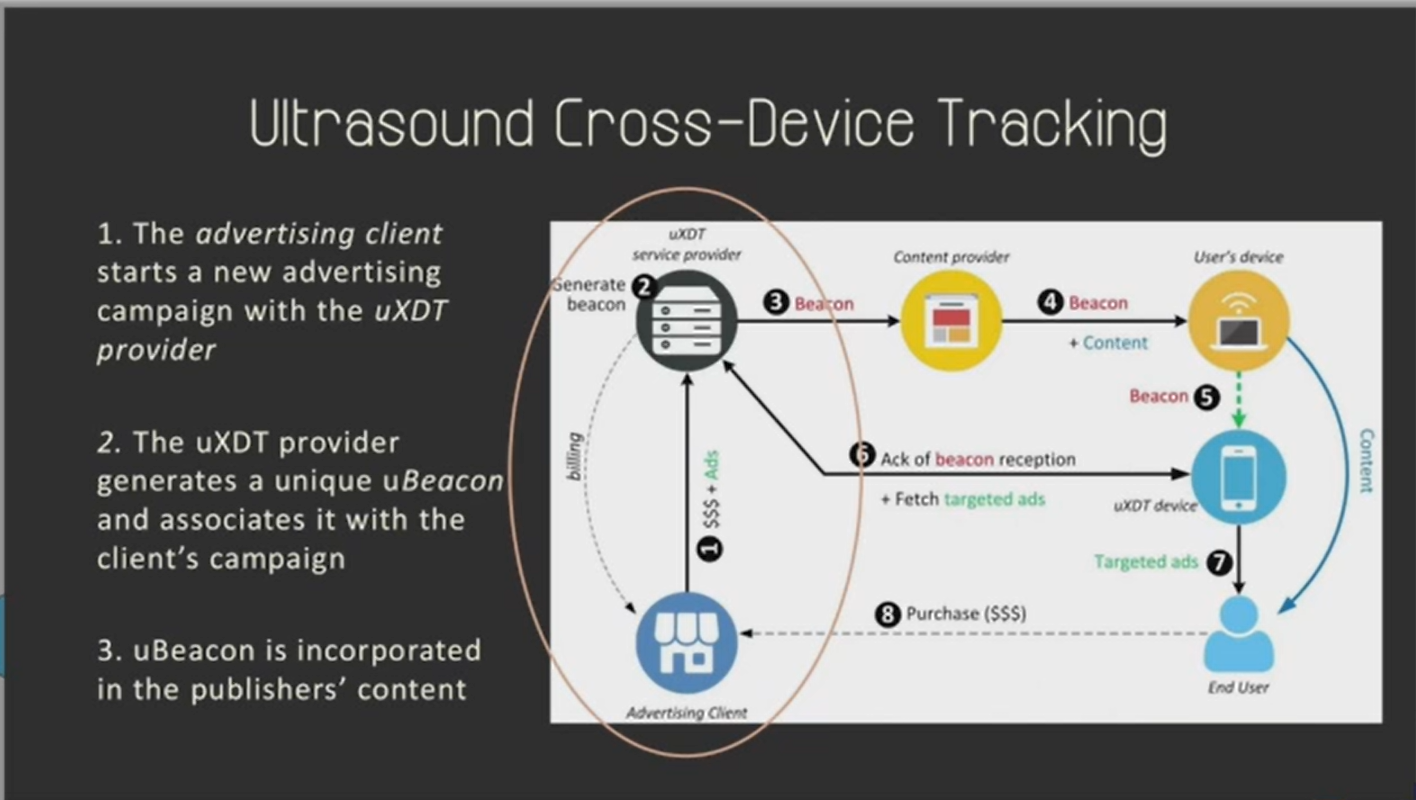 Ultrasound Cross-Device Tracking
1. The advertising client
starts a new advertising
campaign with the uXDT
provider
2. The uXDT provider
generates a unique uBeacon
and associates it with the
client's campaign
3. uBeacon is incorporated
in the publishers' content
uXDT
service provider
Content provider
User's device
Generate
beacon
2
3 Beacon
4 Beacon
+ Content
Beacon 5
billing
1 $$$ + Ads
6 Ack of beacon reception
+ Fetch targeted ads
uXDT device
Content
Targeted ads 7
8 Purchase ($$$)
End User
Advertising Client